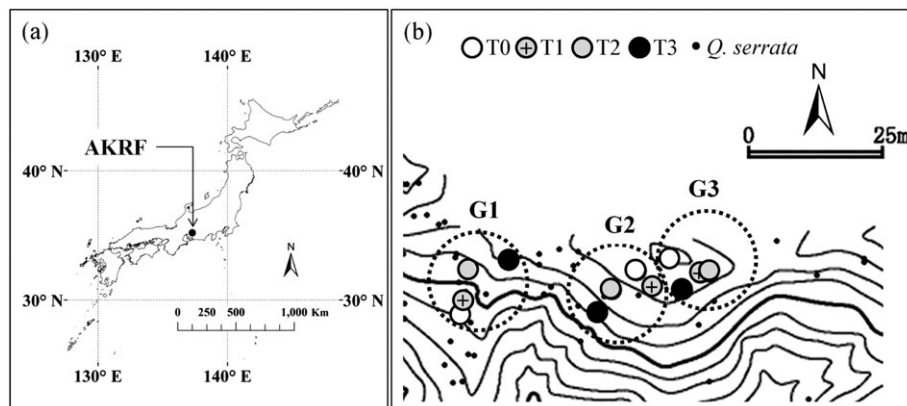 (a)
130° E
140° E
AKRF
40° N
40° N
30° N
30° N
N
0 250 500 1,000 Km
130° E
140° E
(b)
T0 T1 T2 T3 Q. serrata
N
0 25m
G1
G2
G3